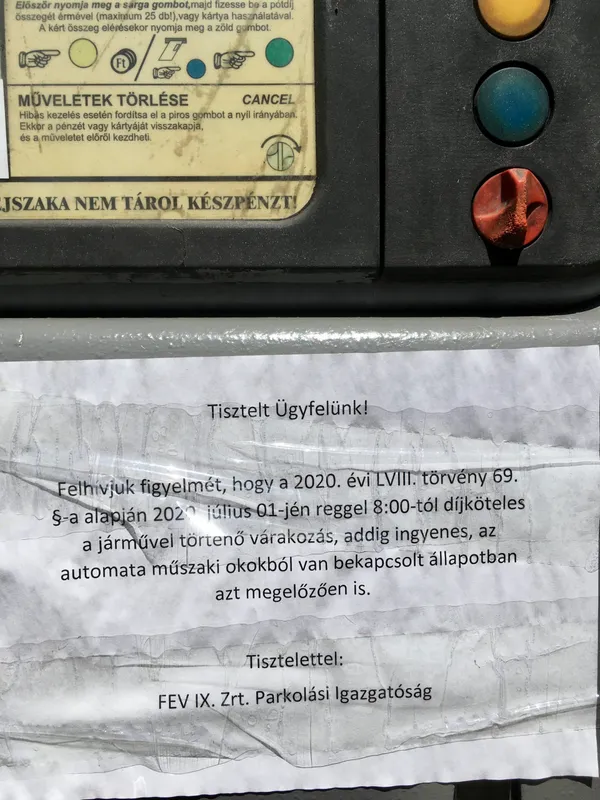 Először nyomja meg a sárga gombot,majd fizesse be a pótdíj
összegét érmével (maximum 25 db!),vagy kártya használatával.
A kért összeg elérésekor nyomja meg a zöld gombot.
Ft
MŰVELETEK TÖRLÉSE CANCEL
Hibás kezelés esetén fordítsa el a piros gombot a nyíl irányában.
Ekkor a pénzét vagy kártyáját visszakapja,
és a műveletet előről kezdheti.
JSZAKA NEM TÁROL KÉSZPÉNZT!
Tisztelt Ügyfelünk!
Felhívjuk figyelmét, hogy a 2020. évi LVIII. törvény 69.
§-a alapján 2020 július 01-jén reggel 8:00-tól díjköteles
a járművel történő várakozás, addig ingyenes, az
automata műszaki okokból van bekapcsolt állapotban
azt megelőzően is.
Tisztelettel:
FEV IX. Zrt. Parkolási Igazgatóság